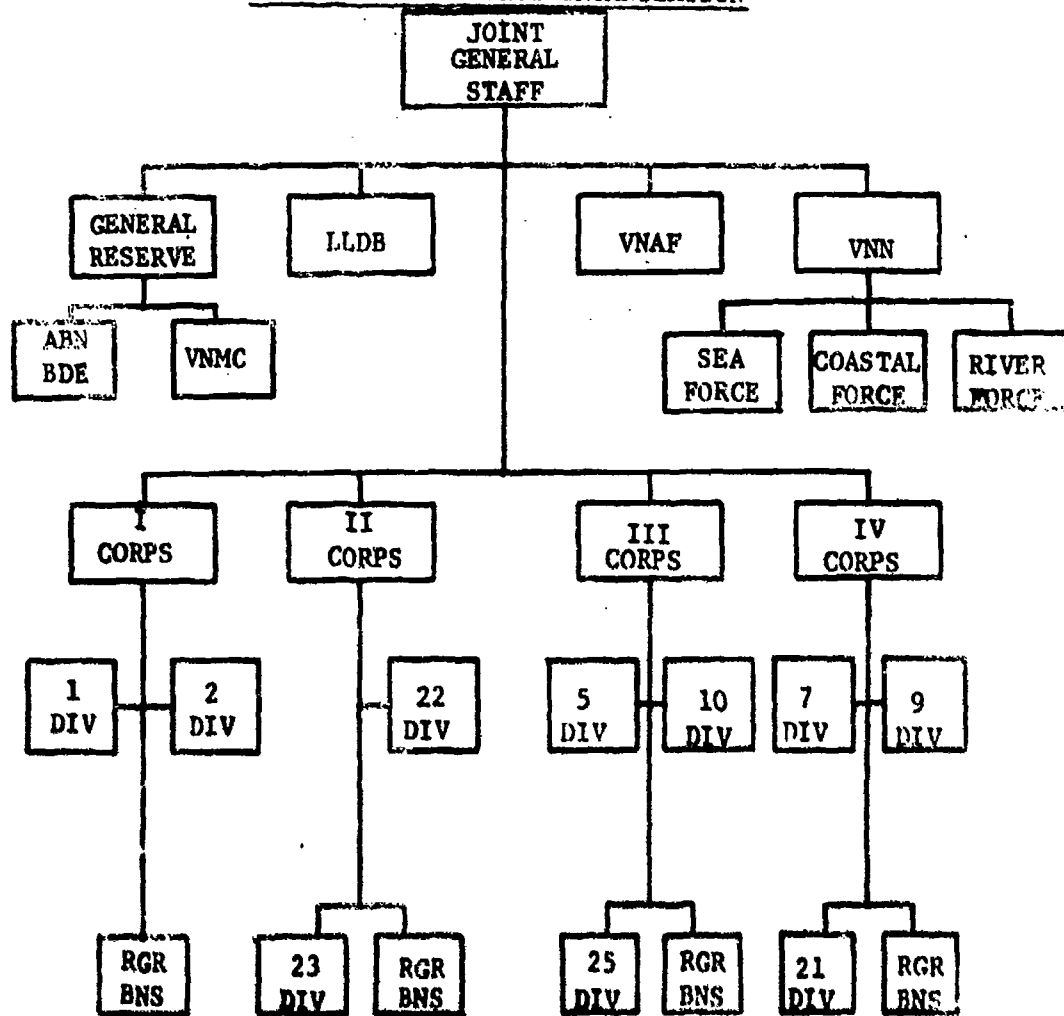 JOINT
GENERAL
STAFF
GENERAL
RESERVE
LLDB
VNAF
VNN
ABN
BDE
VNMC
SEA
FORCE
COASTAL
FORCE
RIVER
FORCE
I
CORPS
II
CORPS
III
CORPS
IV
CORPS
1
DIV
2
DIV
22
DIV
5
DIV
10
DIV
7
DIV
9
DIV
RGR
BNS
23
DIV
RGR
BNS
25
DIV
RGR
BNS
21
DIV
RGR
BNS